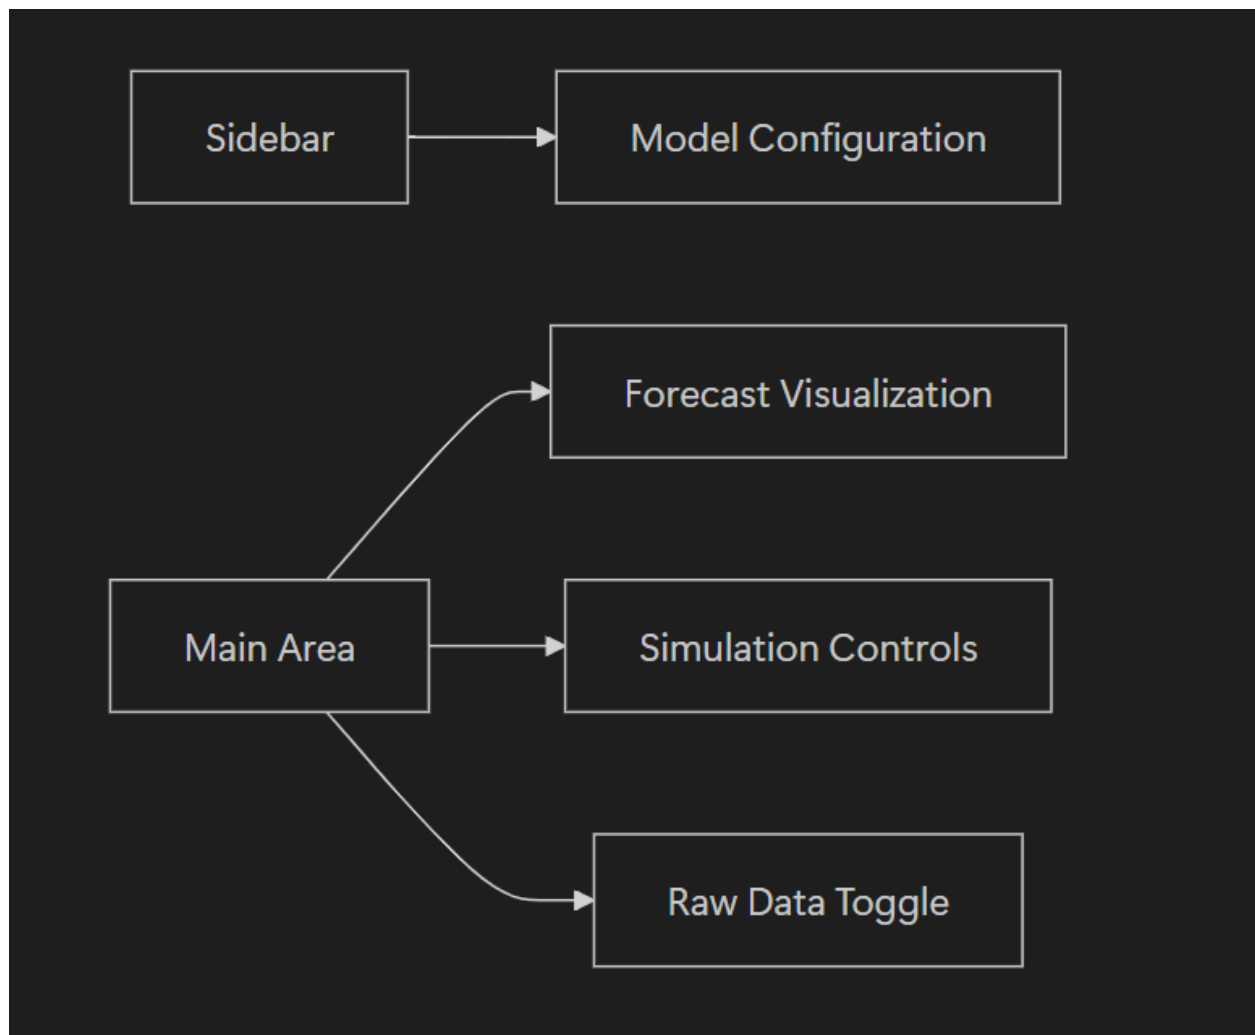 Sidebar
Model Configuration
Forecast Visualization
Main Area
Simulation Controls
Raw Data Toggle